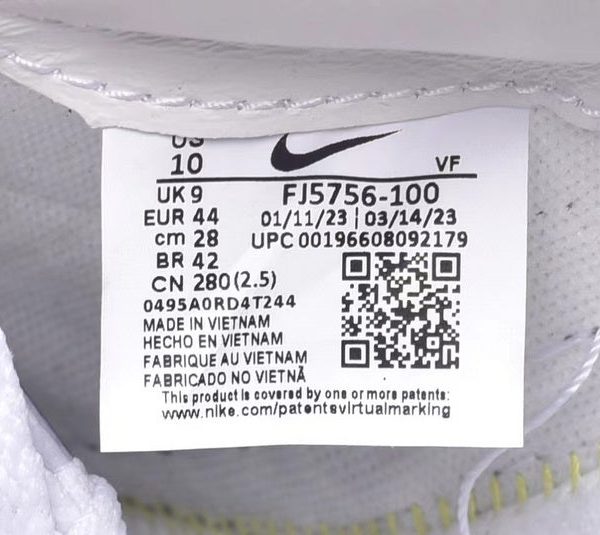 US
10
VF
UK 9
FJ5756-100
EUR 44
01/11/23 | 03/14/23
cm 28
UPC 00196608092179
BR 42
CN 280 (2.5)
0495A0RD4T244
MADE IN VIETNAM
HECHO EN VIETNAM
FABRIQUE AU VIETNAM
FABRICADO NO VIETNÃ
This product is covered by one or more patents:
www.nike.com/patentsvirtualmarking